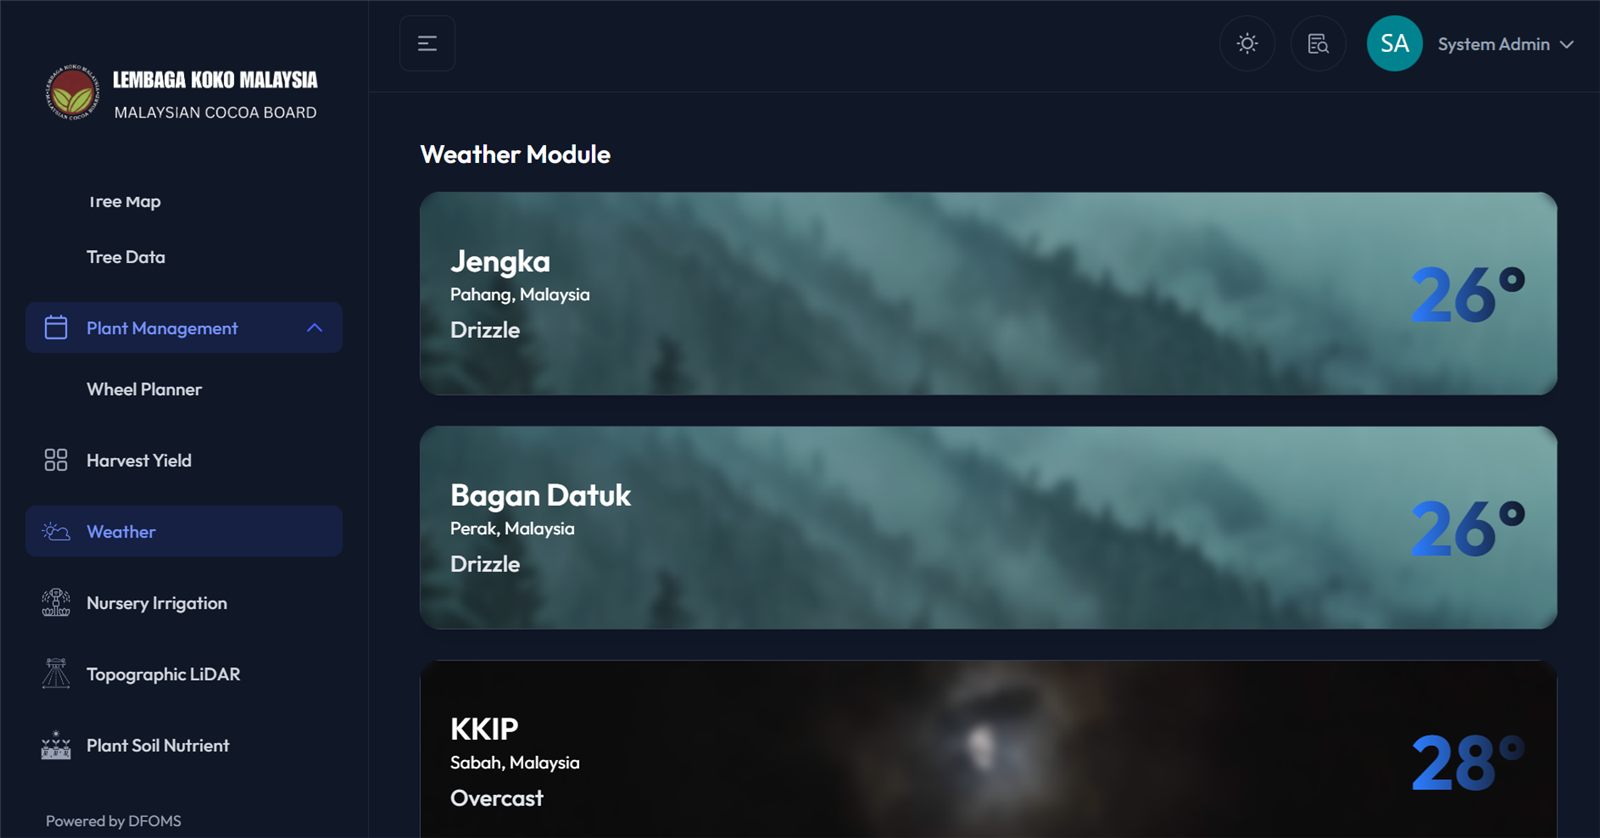 LEMBAGA KOKO MALAYSIA
MALAYSIAN COCOA BOARD
Tree Map
Tree Data
Plant Management
Wheel Planner
Harvest Yield
Weather
Nursery Irrigation
Topographic LiDAR
Plant Soil Nutrient
Powered by DFOMS
SA
System Admin
Weather Module
Jengka
Pahang, Malaysia
Drizzle
26°
Bagan Datuk
Perak, Malaysia
Drizzle
26°
KKIP
Sabah, Malaysia
Overcast
28°